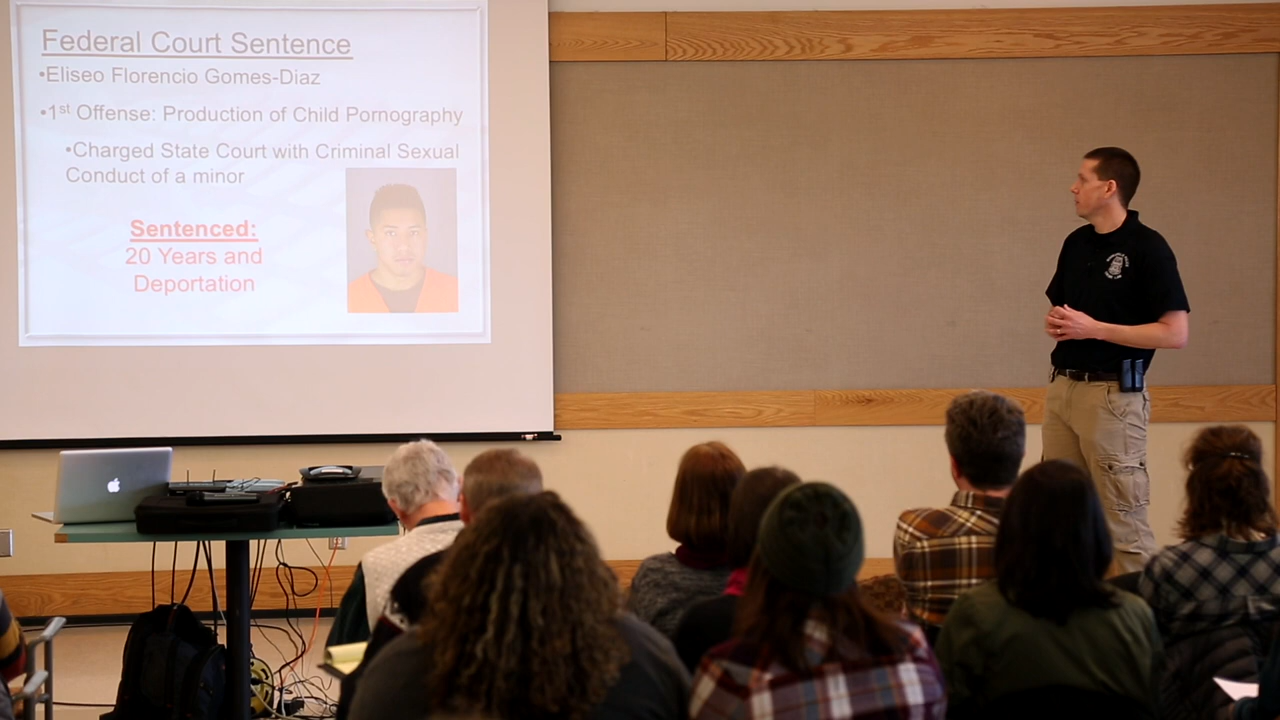 Federal Court Sentence
•Eliseo Florencio Gomes-Diaz
•1st Offense: Production of Child Pornography
•Charged State Court with Criminal Sexual
Conduct of a minor
Sentenced:
20 Years and
Deportation